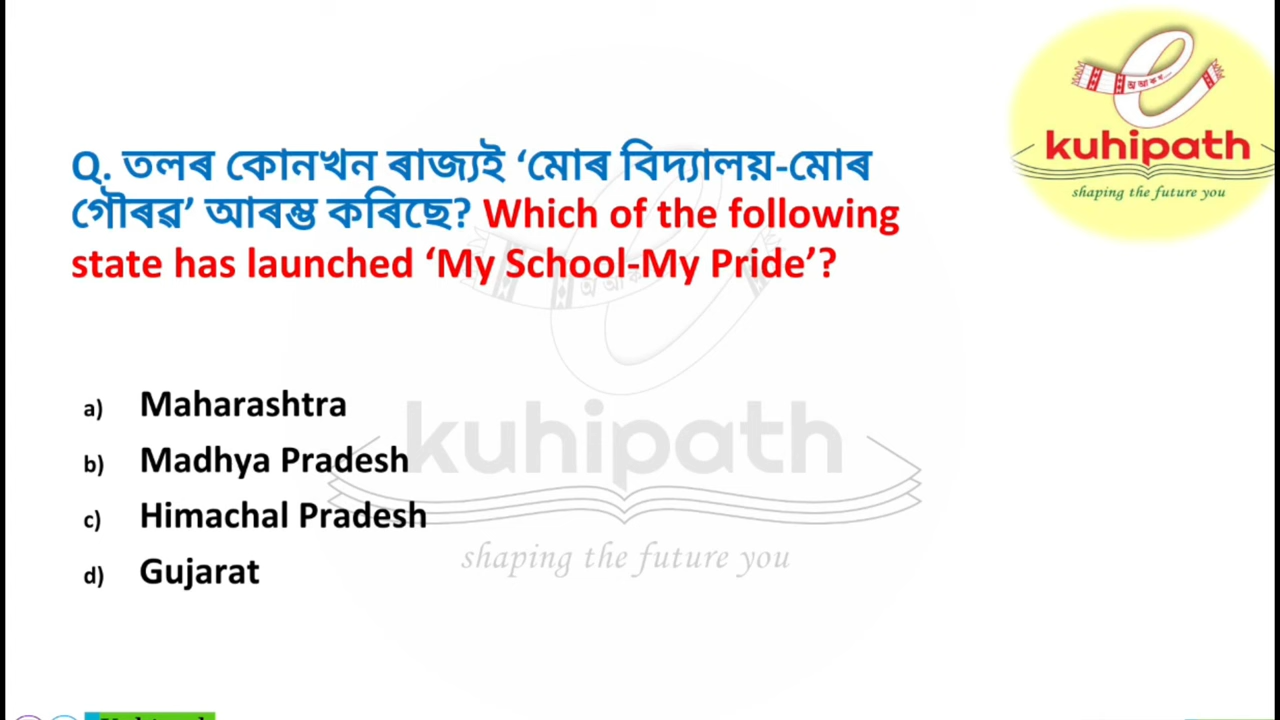 kuhipath
shaping the future you
Q. তলৰ কোনখন ৰাজ্যই ‘মোৰ বিদ্যালয়-মোৰ
গৌৰৱ’ আৰম্ভ কৰিছে? Which of the following
state has launched ‘My School-My Pride’?
a) Maharashtra
b) Madhya Pradesh
c) Himachal Pradesh
d) Gujarat
kuhipath
shaping the future you